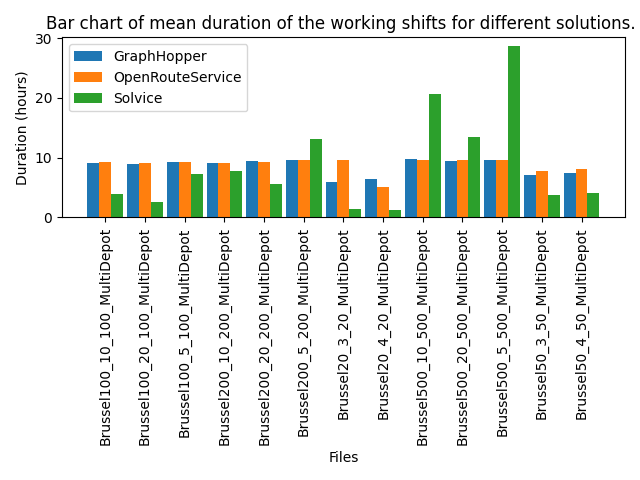 Bar chart of mean duration of the working shifts for different solutions.
30
20
10
0
Duration (hours)
GraphHopper
OpenRouteService
Solvice
Brussel100_10_100_MultiDepot
Brussel100_20_100_MultiDepot
Brussel100_5_100_MultiDepot
Brussel200_10_200_MultiDepot
Brussel200_20_200_MultiDepot
Brussel200_5_200_MultiDepot
Brussel20_3_20_MultiDepot
Brussel20_4_20_MultiDepot
Brussel500_10_500_MultiDepot
Brussel500_20_500_MultiDepot
Brussel500_5_500_MultiDepot
Brussel50_3_50_MultiDepot
Brussel50_4_50_MultiDepot
Files